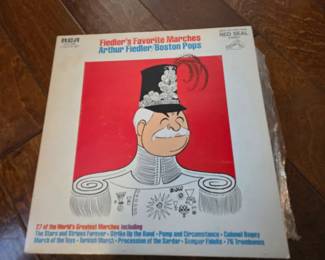 RCA
Fiedler's Favorite Marches
Arthur Fiedler/Boston Pops
RED SEAL
27 of the World's Greatest Marches including
The Stars and Stripes Forever • Strike Up the Band • Pomp and Circumstance • Colonel Bogey
March of the Toys • Turkish March • Procession of the Sardar • Semper Fidelis • 76 Trombones